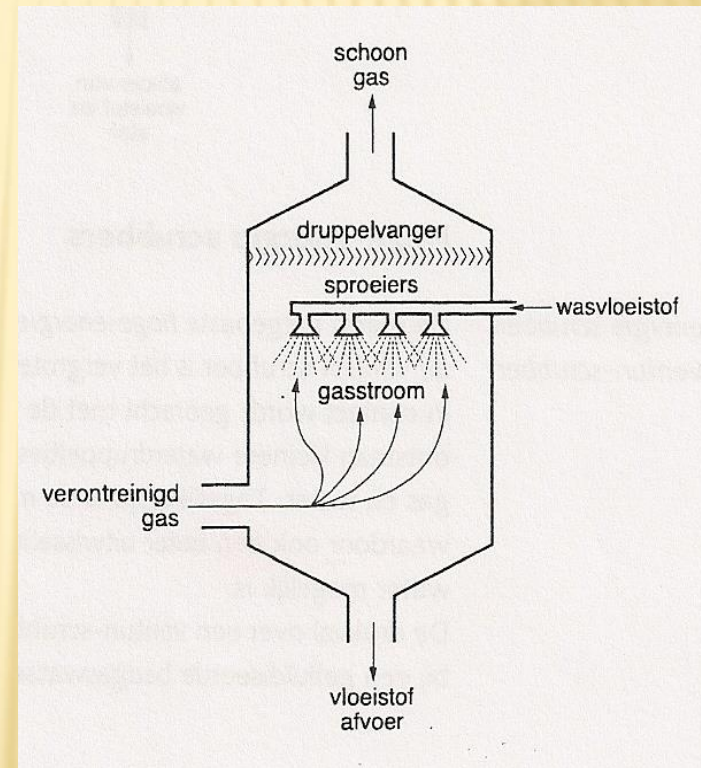 schoon
gas
druppelvanger
sproeiers
wasvloeistof
gasstroom
verontreinigd
gas
vloeistof
afvoer